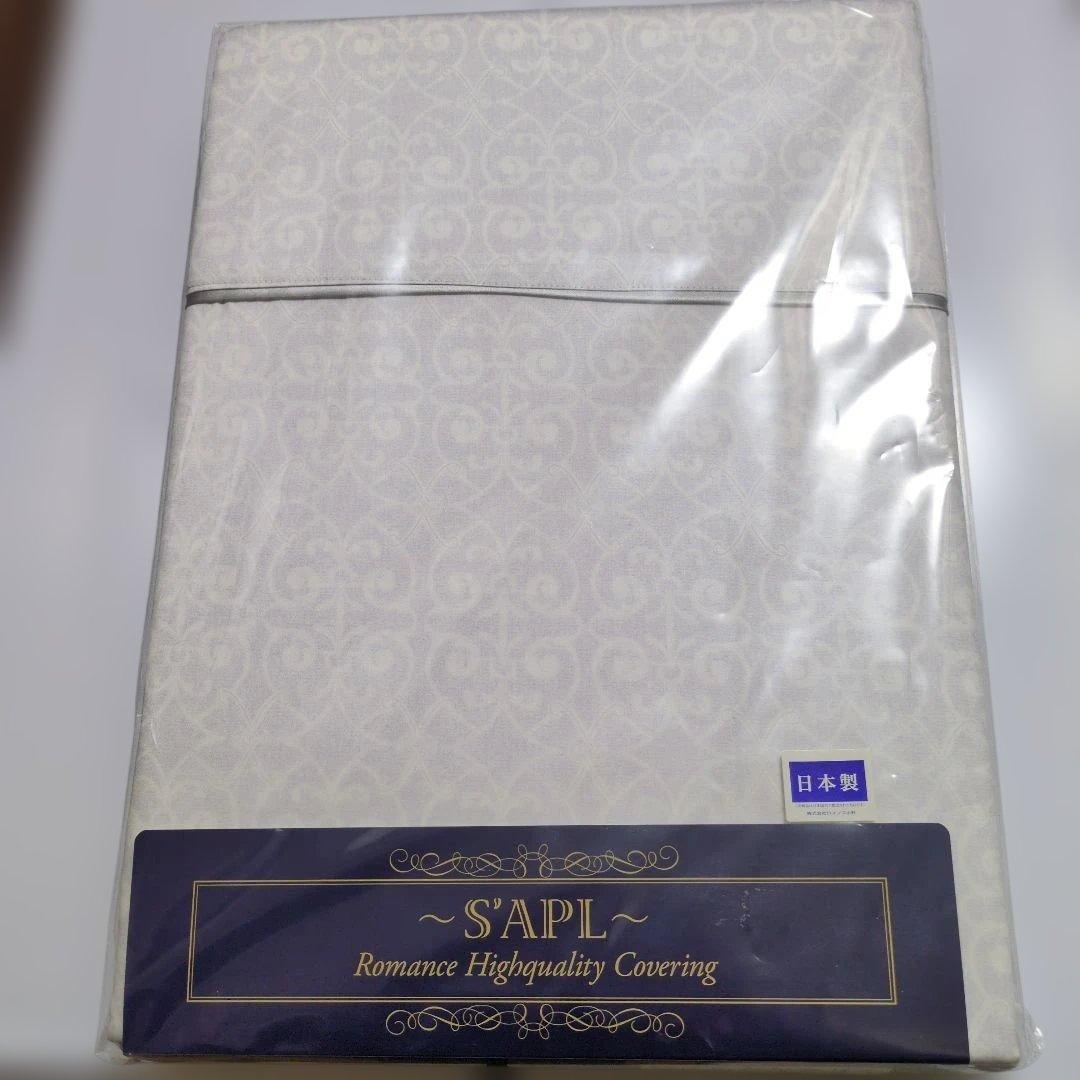 日本製
~S'APL~
Romance Highquality Covering